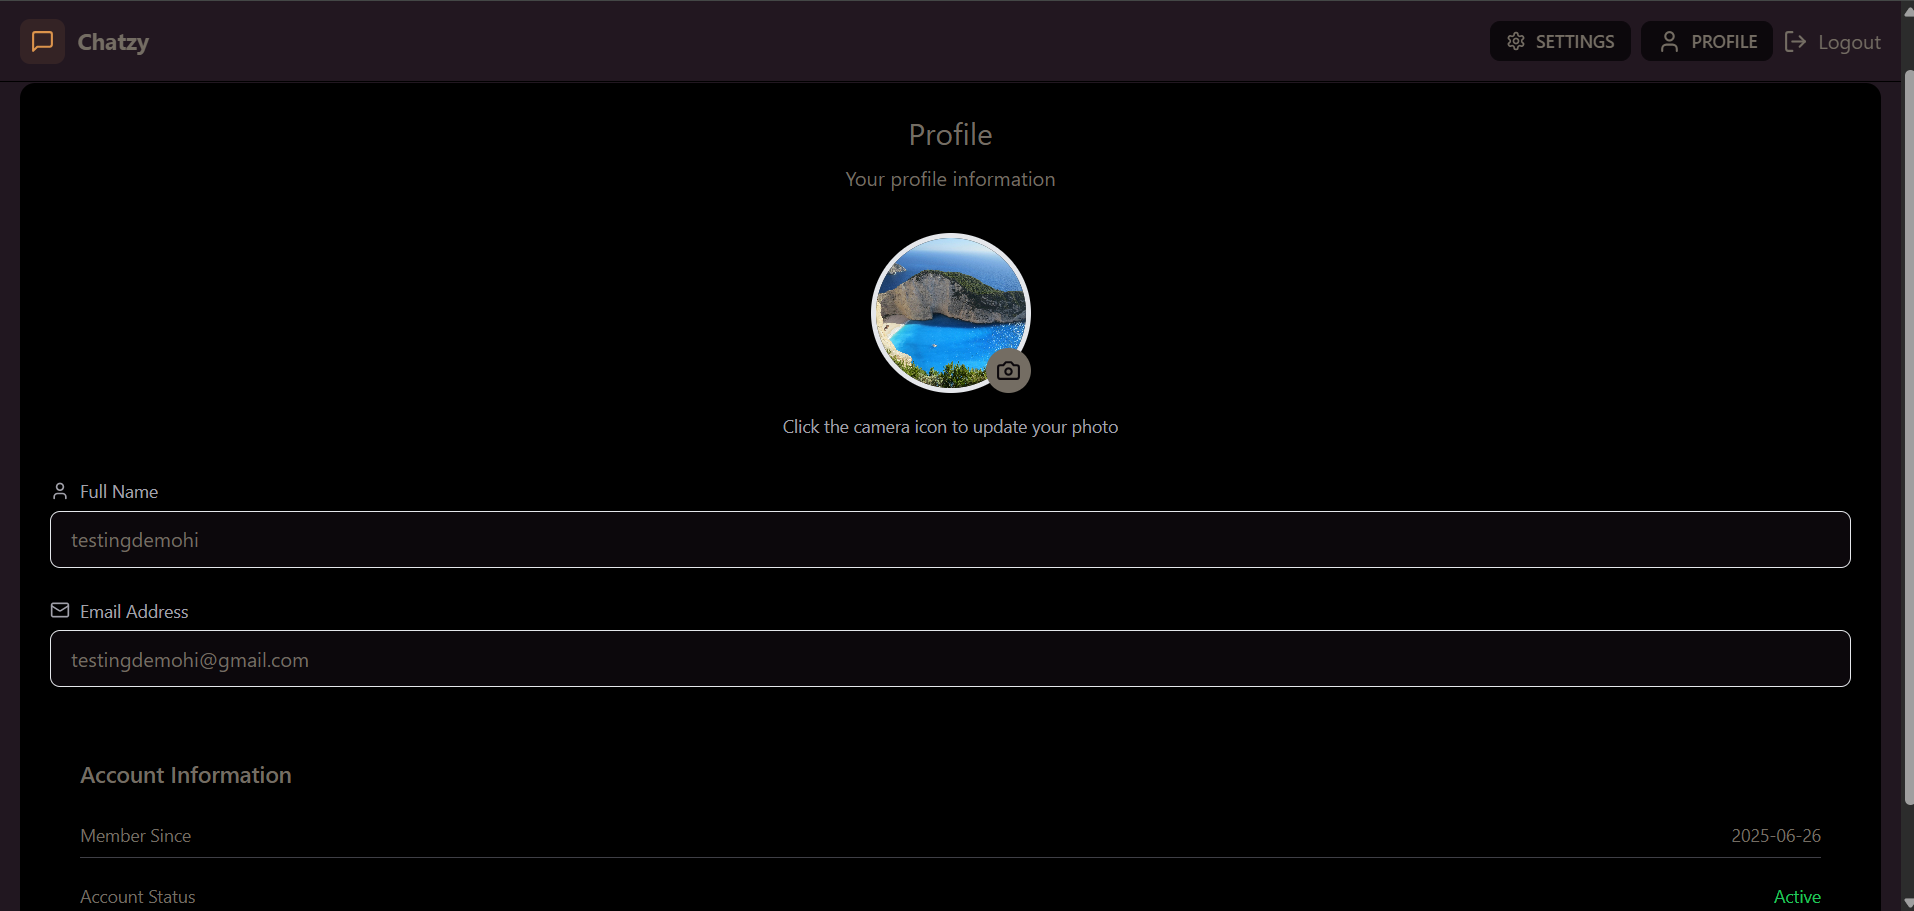 Chatzy
SETTINGS
PROFILE
Logout
Profile
Your profile information
Click the camera icon to update your photo
Full Name
testingdemohi
Email Address
testingdemohi@gmail.com
Account Information
Member Since
2025-06-26
Account Status
Active